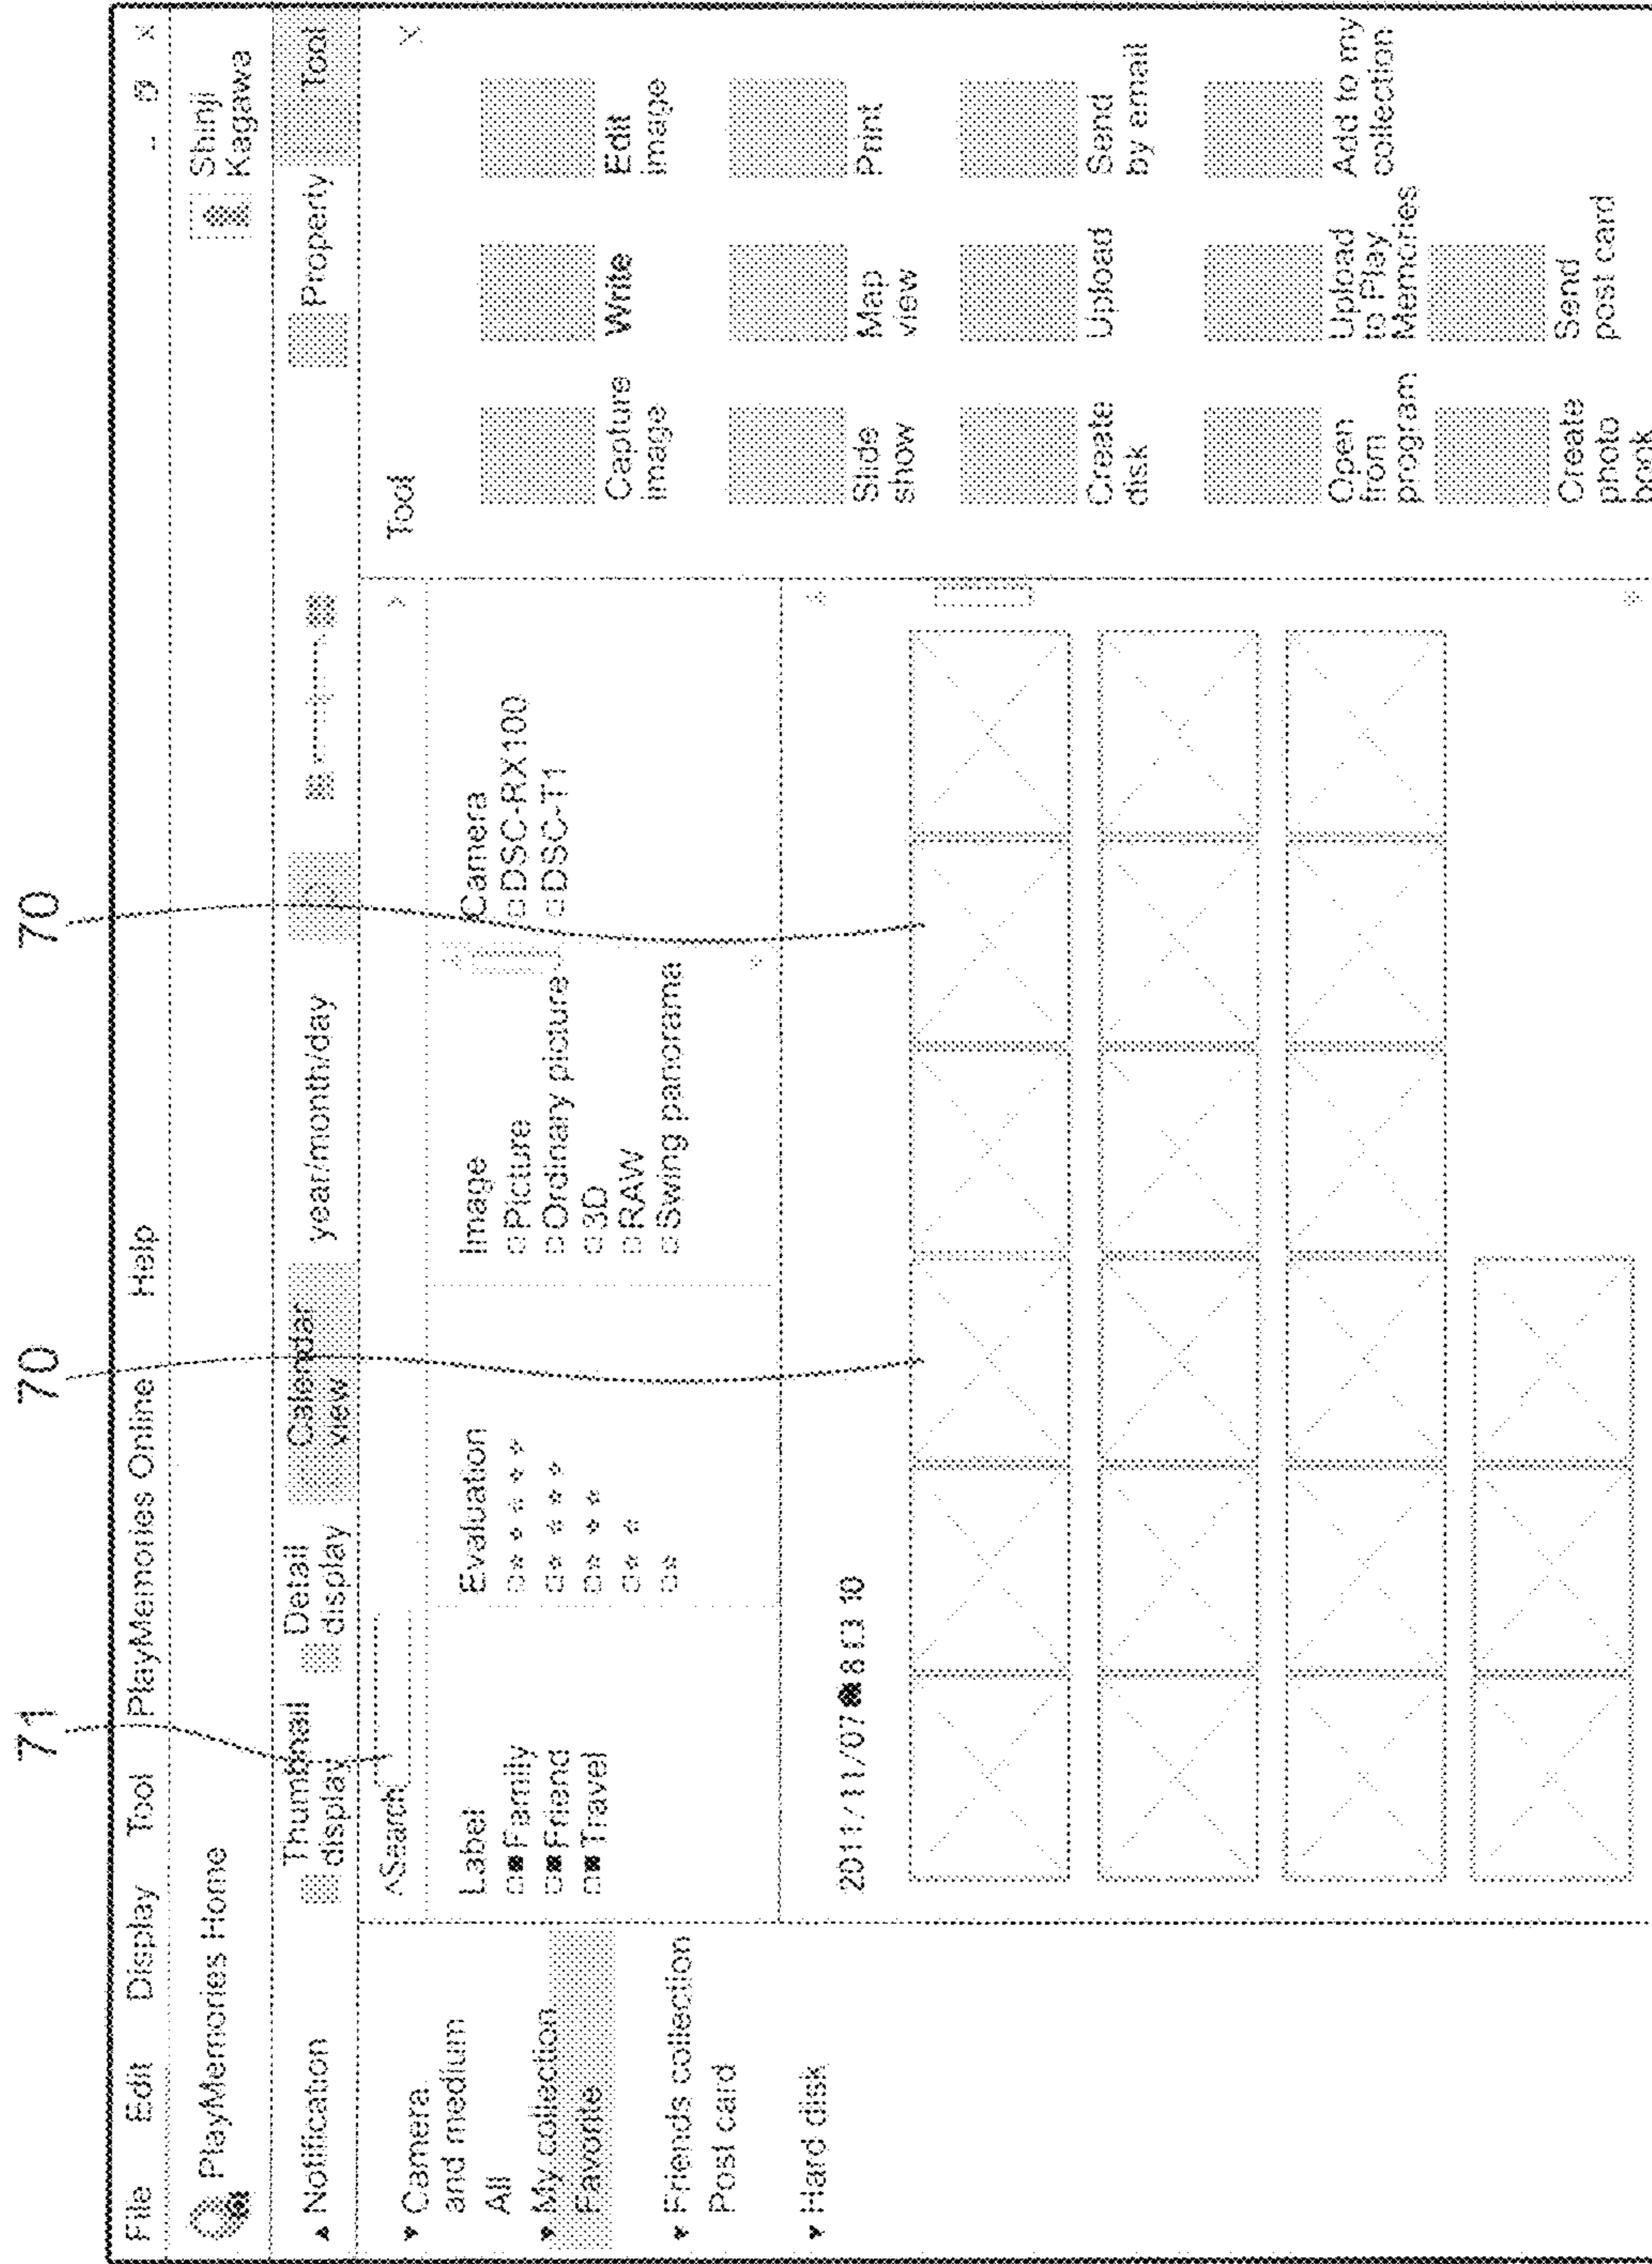 70
70
71
File Edit Display Tool PlayMemories Online Help
PlayMemories Home
Shinji
Kagawa
Notification
Thumbnail
display
Detail
display
Calendar
view
year/month/day
Property
Tool
Camera
and medium
All
My collection
Favorite
Friends collection
Post card
Hard disk
^Search
Label
Family
Friend
Travel
Evaluation
Image
Picture
Ordinary picture
3D
RAW
Swing panorama
Camera
DSC-RX100
DSC-T1
2011/11/07
Tool
Capture
image
Write
Edit
image
Slide
show
Map
view
Print
Create
disk
Upload
Send
by email
Open
from
program
Upload
to Play
Memories
Add to my
collection
Create
photo
book
Send
post card